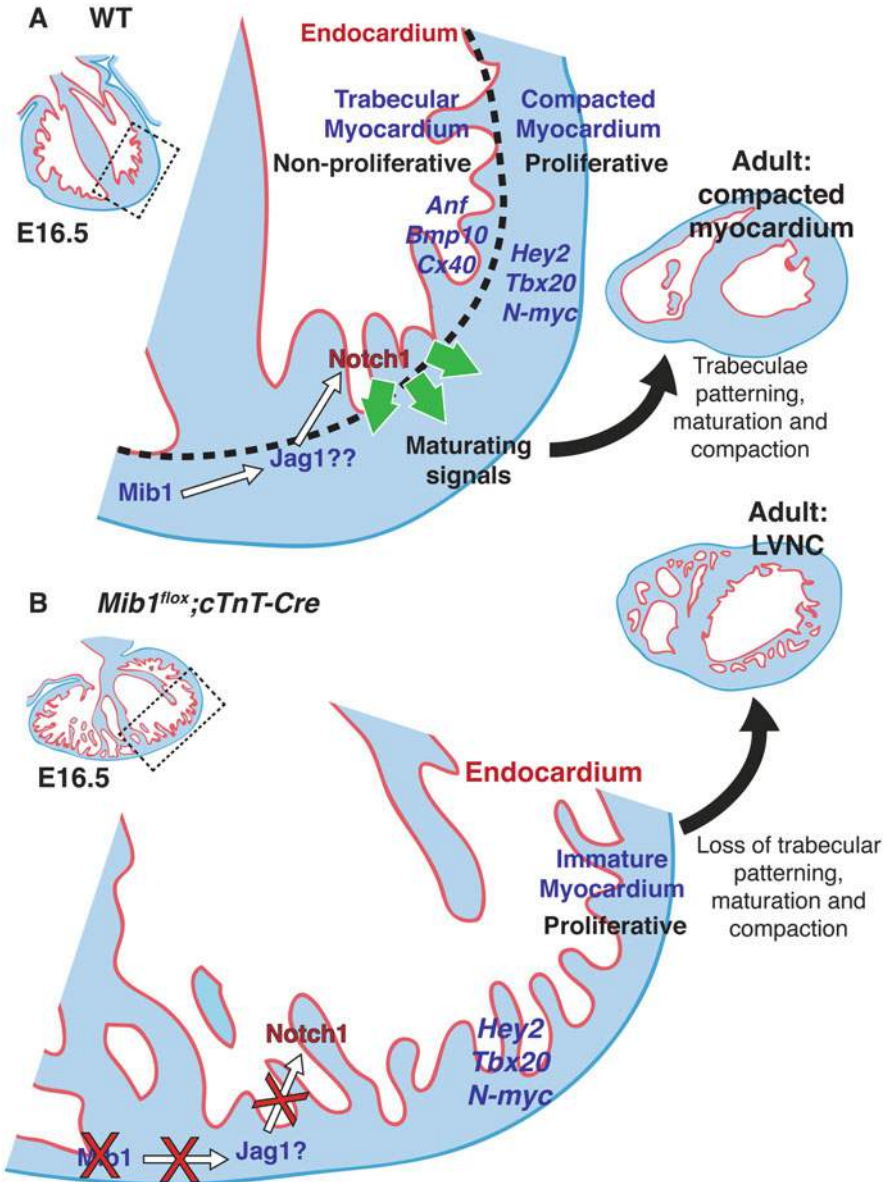 A WT
Endocardium
Trabecular
Myocardium
Non-proliferative
Compacted
Myocardium
Proliferative
Anf
Bmp10
Cx40
Hey2
Tbx20
N-myc
E16.5
Notch1
Jag1??
Mib1
Maturating
signals
Adult:
compacted
myocardium
Trabeculae
patterning,
maturation and
compaction
Adult:
LVNC
B Mib1flox;cTnT-Cre
E16.5
Endocardium
Immature
Myocardium
Proliferative
Loss of trabecular
patterning,
maturation and
compaction
Hey2
Tbx20
N-myc
Notch1
Mib1
Jag1?